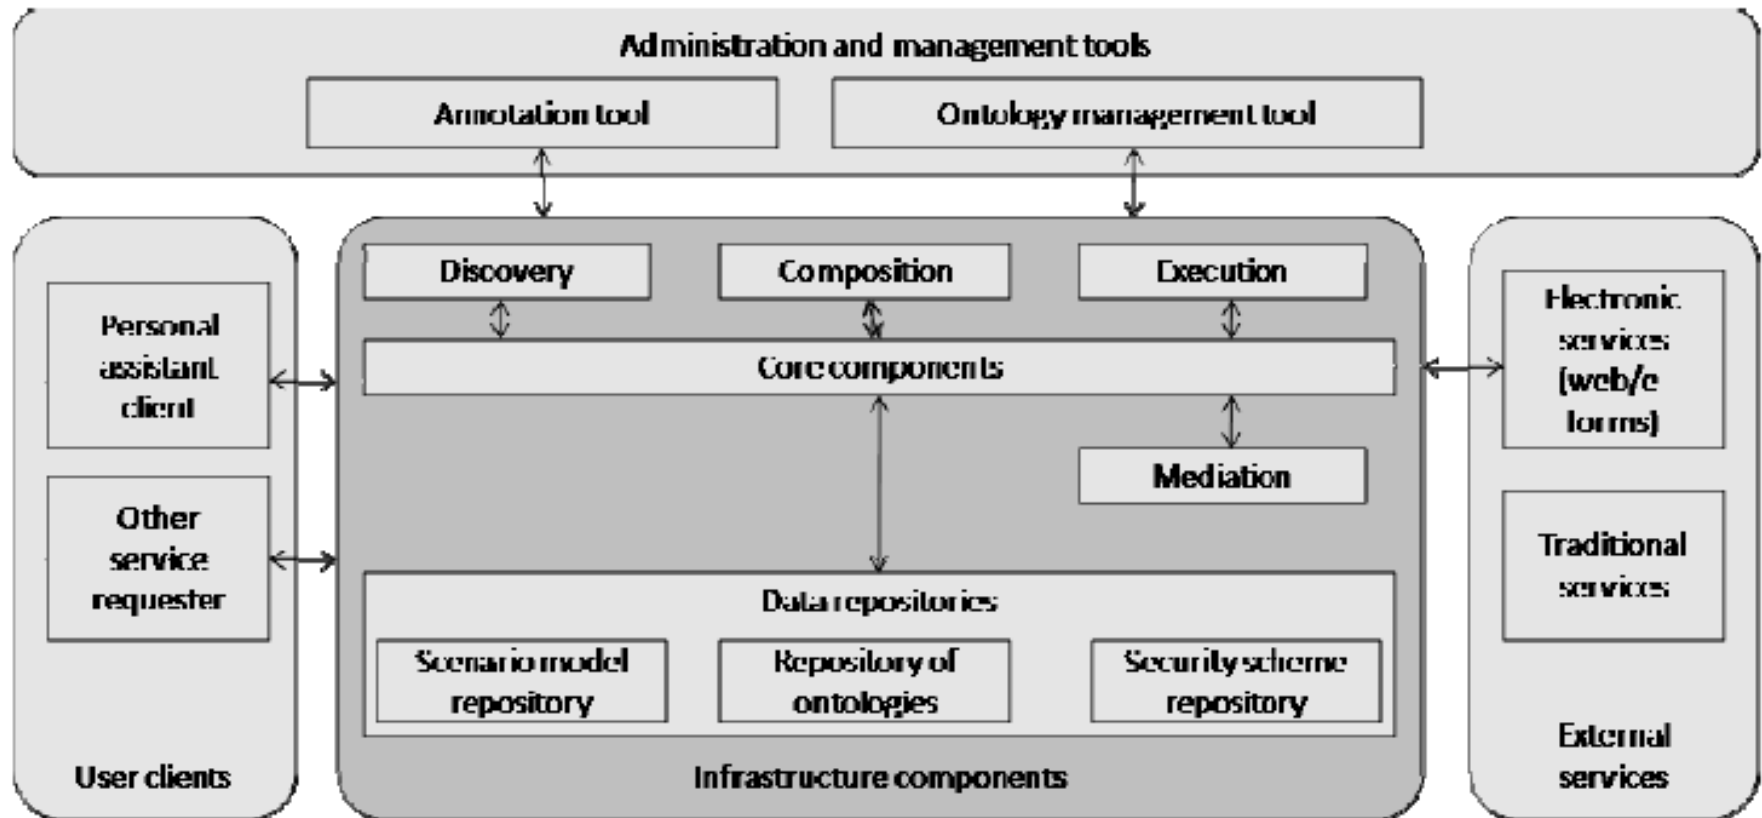 Administration and management tools
Annotation tool
Ontology management tool
Discovery
Composition
Execution
Core components
Mediation
Personal
assistant
client
Other
service
requester
User clients
Data repositories
Scenario model
repository
Repository of
ontologies
Security scheme
repository
Infrastructure components
Electronic
services
(web/e
forms)
Traditional
services
External
services